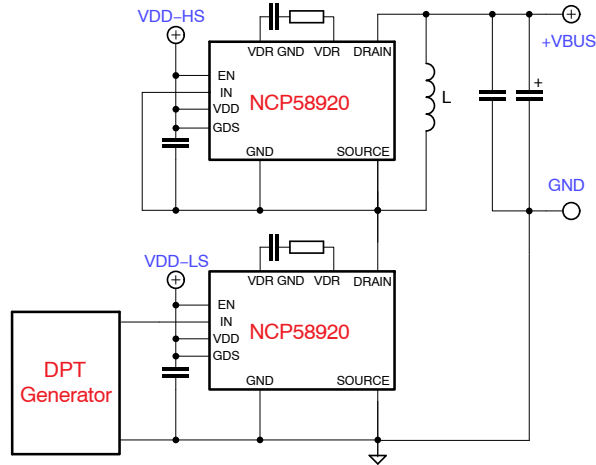 VDD−HS
VDR GND VDR DRAIN
+VBUS
EN
IN
VDD
GDS
NCP58920
L
+
GND SOURCE
GND
VDD−LS
VDR GND VDR DRAIN
EN
IN
VDD
GDS
NCP58920
GND SOURCE
DPT
Generator